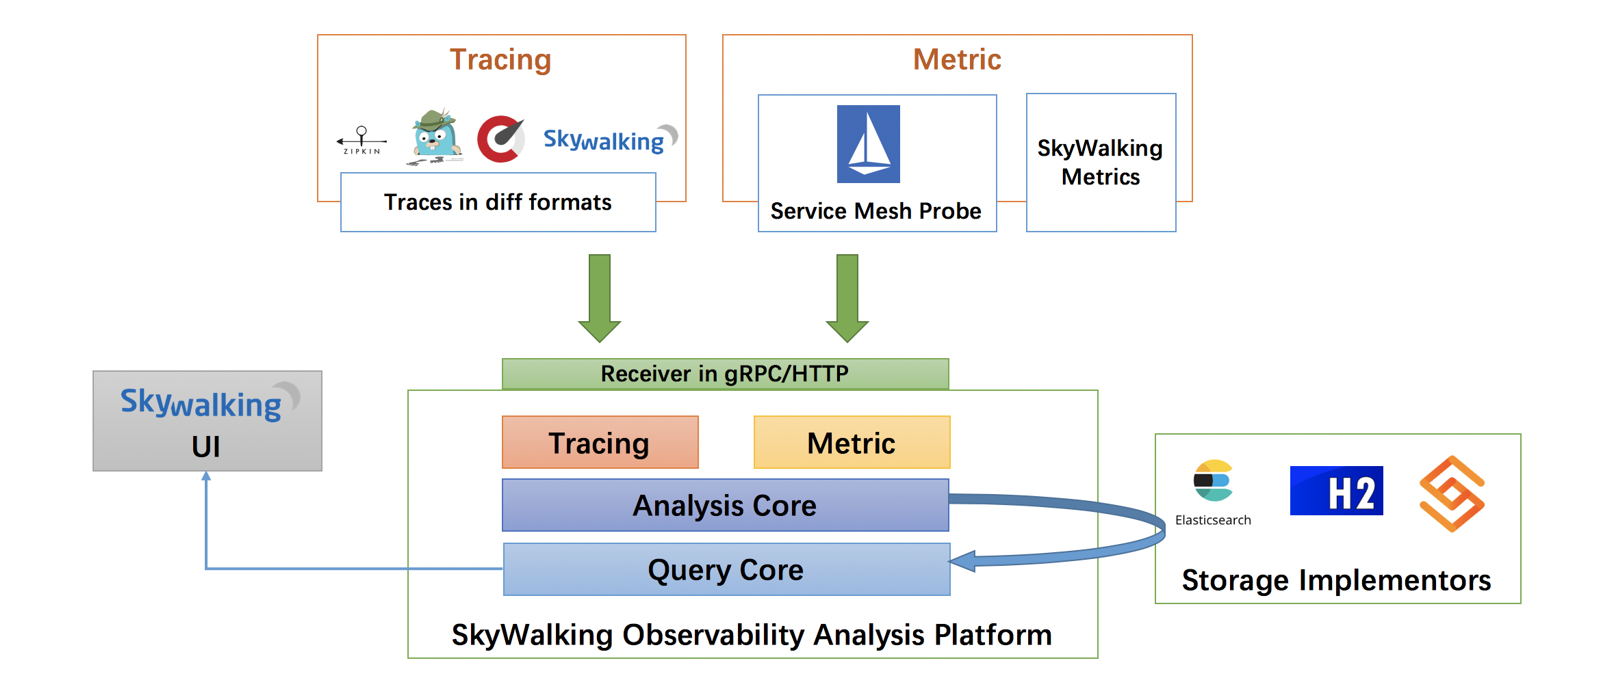 Tracing
Metric
ZIPKIN
Skywalking
Traces in diff formats
Service Mesh Probe
SkyWalking
Metrics
Receiver in gRPC/HTTP
Skywalking
UI
Tracing
Metric
Analysis Core
Query Core
SkyWalking Observability Analysis Platform
Elasticsearch
H2
Storage Implementors